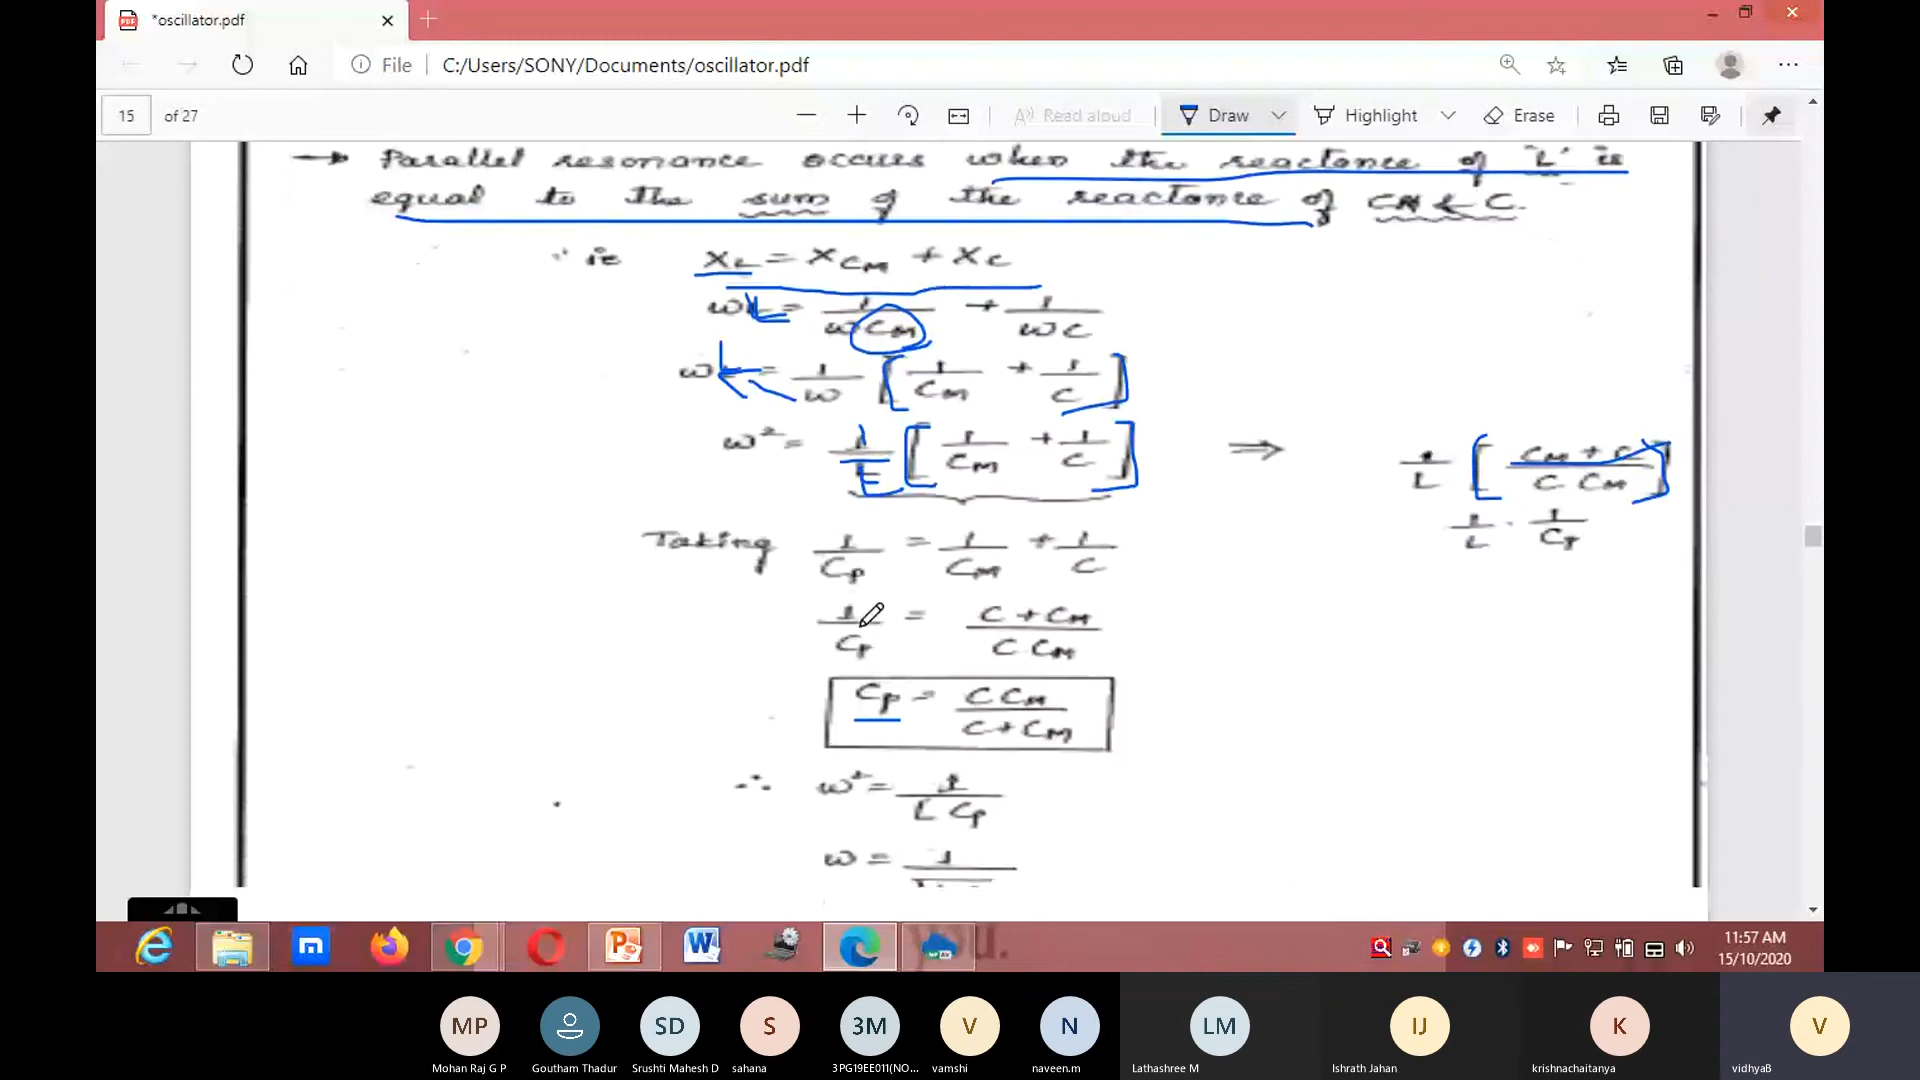 *oscillator.pdf
File C:/Users/SONY/Documents/oscillator.pdf
15 of 27 Read aloud Draw Highlight Erase
→ Parallel resonance occurs when the reactance of 'L' is
equal to the sum of the reactance of CM & C.
ie XL = XCM + XC
ωL = 1/ωCM + 1/ωC
ωL = 1/ω [1/CM + 1/C]
ω² = 1/L [1/CM + 1/C] ⇒ 1/L [CM + C / C CM]
1/L · 1/Cp
Taking 1/Cp = 1/CM + 1/C
1/Cp = C + CM / C CM
Cp = C CM / C + CM
∴ ω² = 1 / L Cp
ω = 1
you.
11:57 AM
15/10/2020
MP SD S 3M V N LM IJ K V
Mohan Raj G P Goutham Thadur Srushti Mahesh D sahana 3PG19EE011(NO... vamshi naveen.m Lathashree M Ishrath Jahan krishnachaitanya vidhyaB